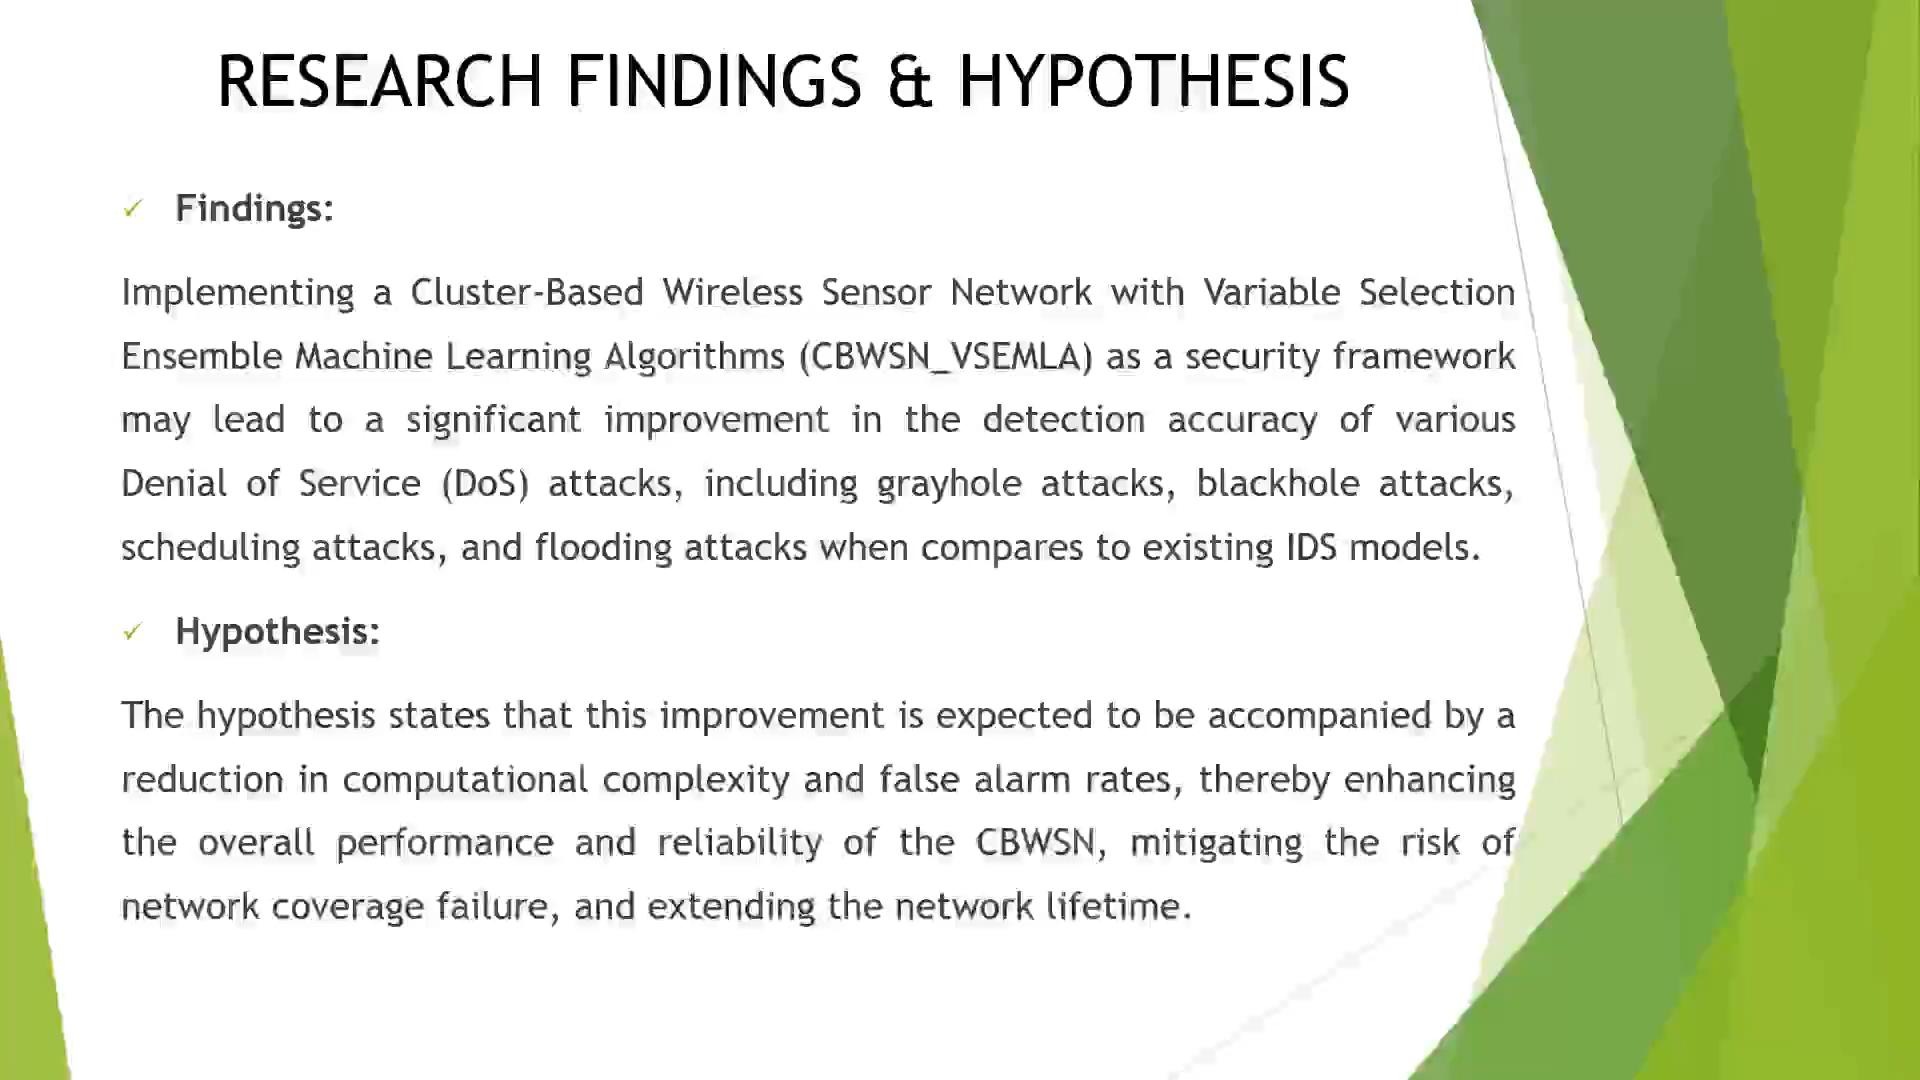 RESEARCH FINDINGS & HYPOTHESIS
✓ Findings:
Implementing a Cluster-Based Wireless Sensor Network with Variable Selection
Ensemble Machine Learning Algorithms (CBWSN_VSEMLA) as a security framework
may lead to a significant improvement in the detection accuracy of various
Denial of Service (DoS) attacks, including grayhole attacks, blackhole attacks,
scheduling attacks, and flooding attacks when compares to existing IDS models.
✓ Hypothesis:
The hypothesis states that this improvement is expected to be accompanied by a
reduction in computational complexity and false alarm rates, thereby enhancing
the overall performance and reliability of the CBWSN, mitigating the risk of
network coverage failure, and extending the network lifetime.